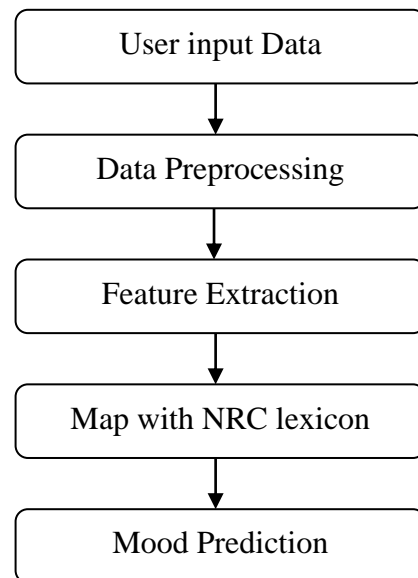 User input Data
Data Preprocessing
Feature Extraction
Map with NRC lexicon
Mood Prediction